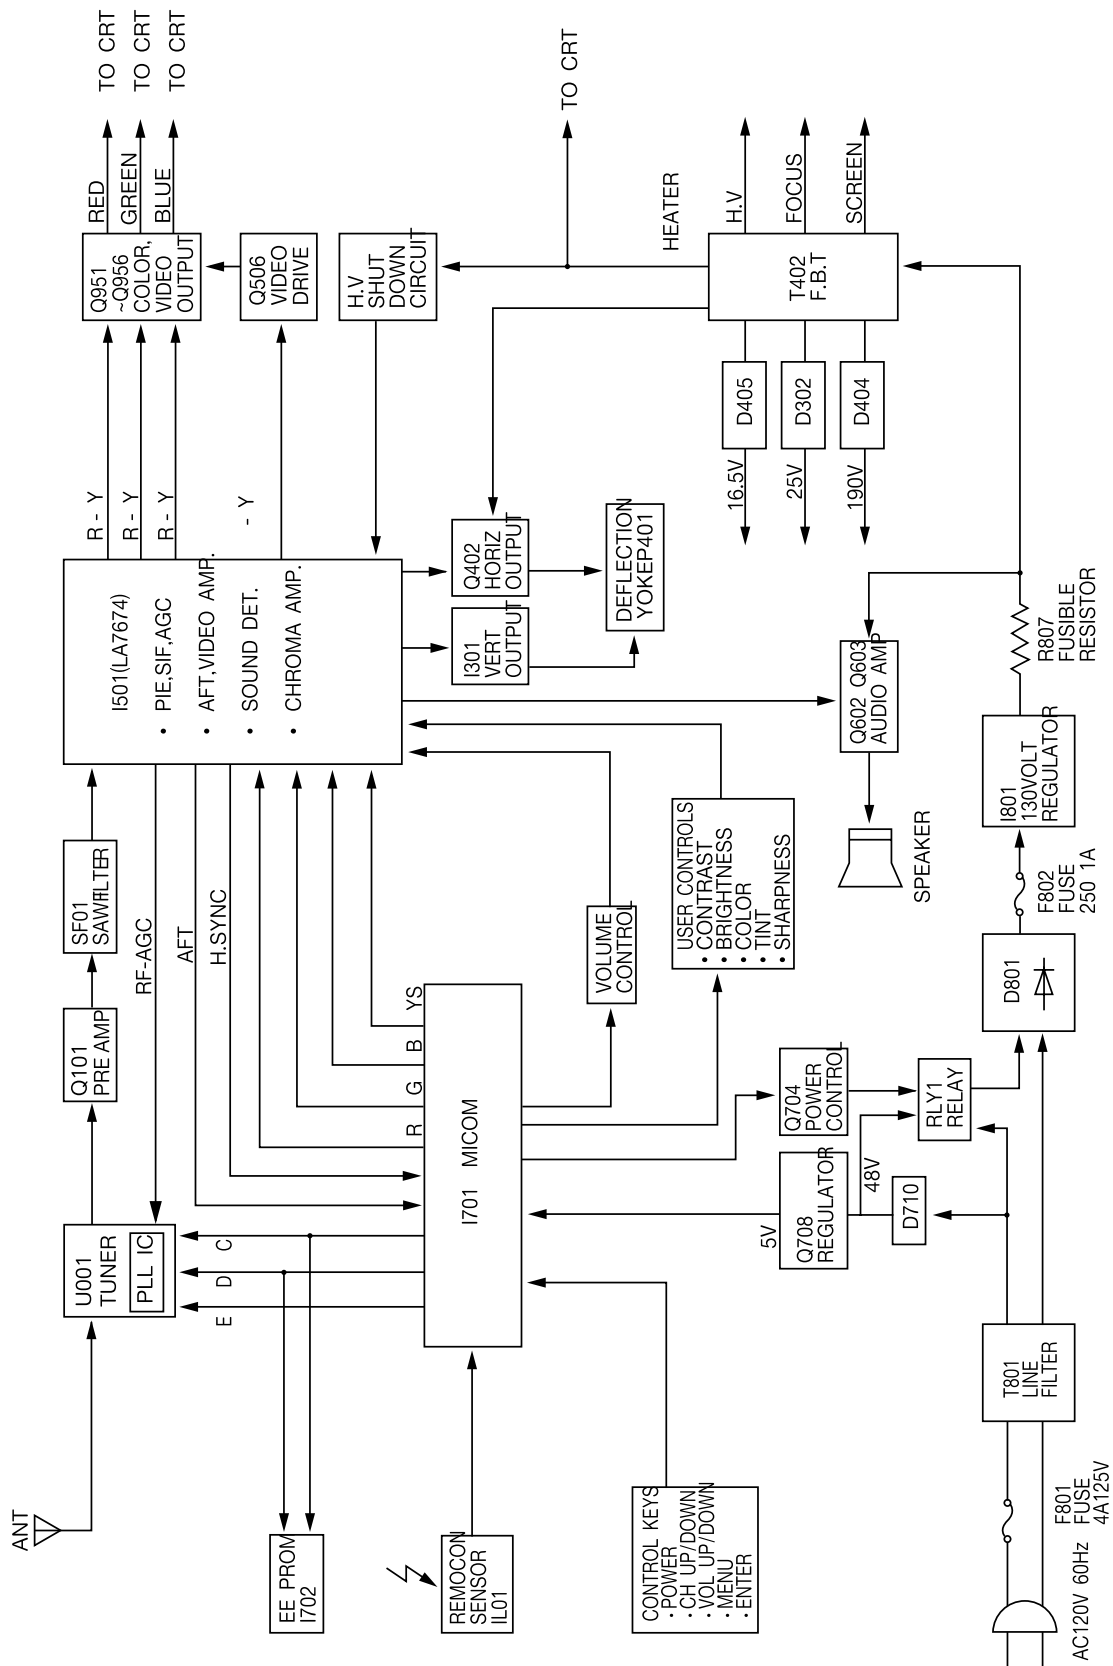 ANT
U001
TUNER
PLL IC
Q101
PRE AMP
SF01
SAWFILTER
I501(LA7674)
• PIE,SIF,AGC
• AFT,VIDEO AMP.
• SOUND DET.
• CHROMA AMP.
R - Y
R - Y
R - Y
- Y
Q951
~Q956
COLOR,
VIDEO
OUTPUT
RED
GREEN
BLUE
TO CRT
TO CRT
TO CRT
Q506
VIDEO
DRIVE
H.V
SHUT
DOWN
CIRCUIT
RF-AGC
AFT
H.SYNC
E
D
C
R
G
B
YS
EE PROM
I702
REMOCON
SENSOR
IL01
I701 MICOM
VOLUME
CONTROL
I301
VERT
OUTPUT
Q402
HORIZ
OUTPUT
DEFLECTION
YOKEP401
TO CRT
HEATER
CONTROL KEYS
· POWER
· CH UP/DOWN
· VOL UP/DOWN
· MENU
· ENTER
USER CONTROLS
• CONTRAST
• BRIGHTNESS
• COLOR
• TINT
• SHARPNESS
T402
F.B.T
H.V
FOCUS
SCREEN
D405
D302
D404
16.5V
25V
190V
5V
Q708
REGULATOR
Q704
POWER
CONTROL
48V
D710
RLY1
RELAY
Q602 Q603
AUDIO AMP
SPEAKER
AC120V 60Hz
F801
FUSE
4A125V
T801
LINE
FILTER
D801
F802
FUSE
250 1A
I801
130VOLT
REGULATOR
R807
FUSIBLE
RESISTOR